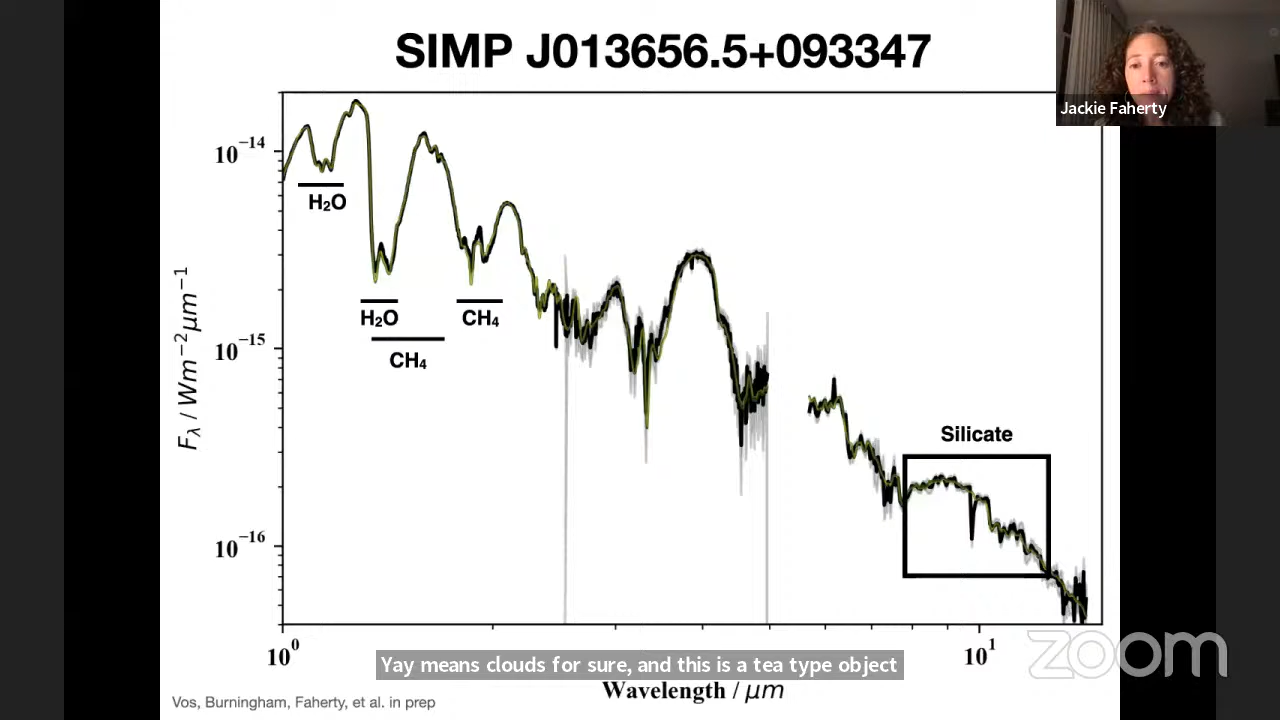 SIMP J013656.5+093347
Jackie Faherty
10⁻¹⁴
H₂O
H₂O
CH₄
CH₄
10⁻¹⁵
F_λ / Wm⁻²μm⁻¹
Silicate
10⁻¹⁶
10⁰
10¹
Yay means clouds for sure, and this is a tea type object
Wavelength / μm
zoom
Vos, Burningham, Faherty, et al. in prep